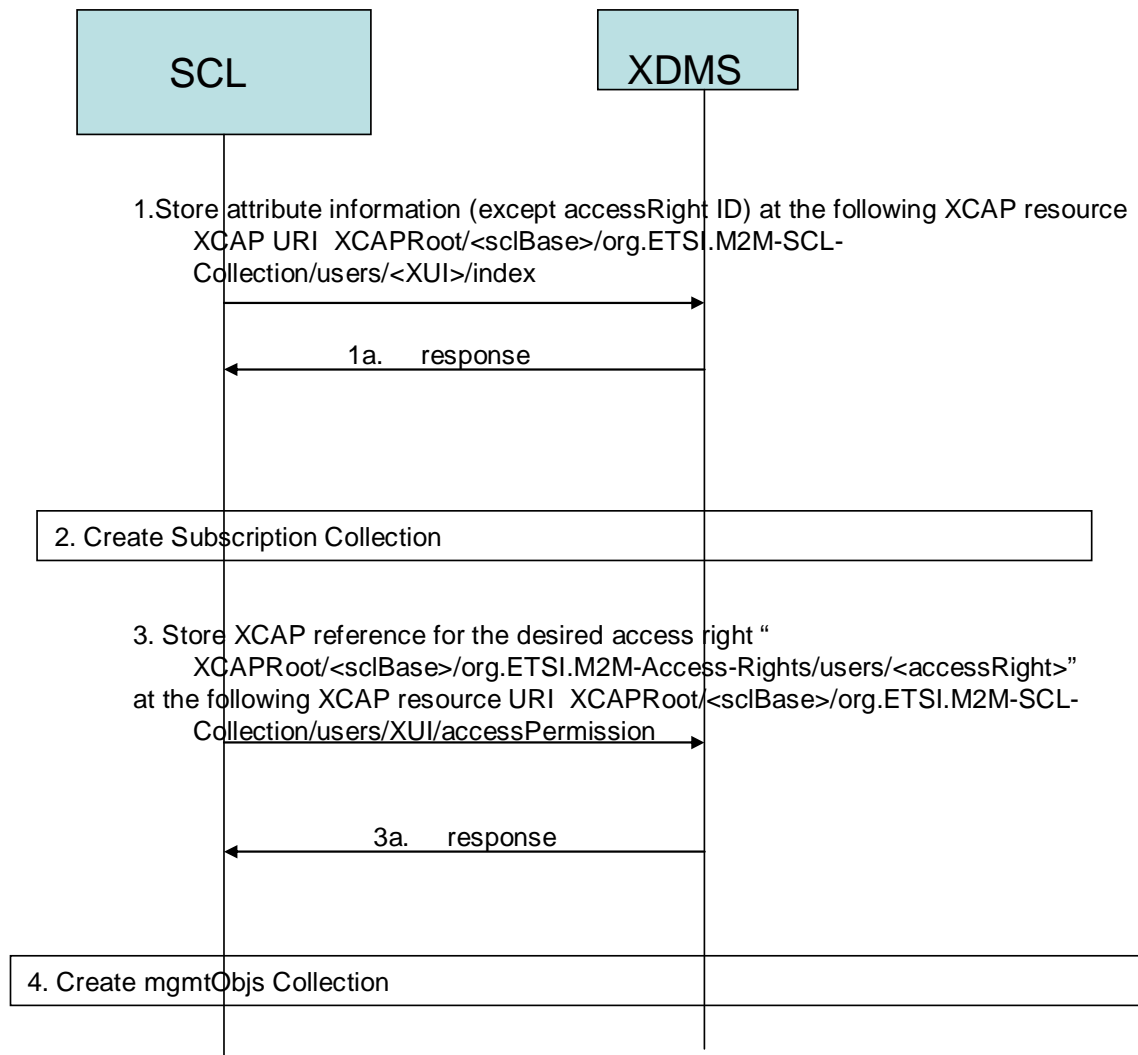 SCL
XDMS
1.Store attribute information (except accessRight ID) at the following XCAP resource
XCAP URI  XCAPRoot/<sclBase>/org.ETSI.M2M-SCL-
Collection/users/<XUI>/index
1a.    response
2. Create Subscription Collection
3. Store XCAP reference for the desired access right “
XCAPRoot/<sclBase>/org.ETSI.M2M-Access-Rights/users/<accessRight>”
at the following XCAP resource URI  XCAPRoot/<sclBase>/org.ETSI.M2M-SCL-
Collection/users/XUI/accessPermission
3a.    response
4. Create mgmtObjs Collection